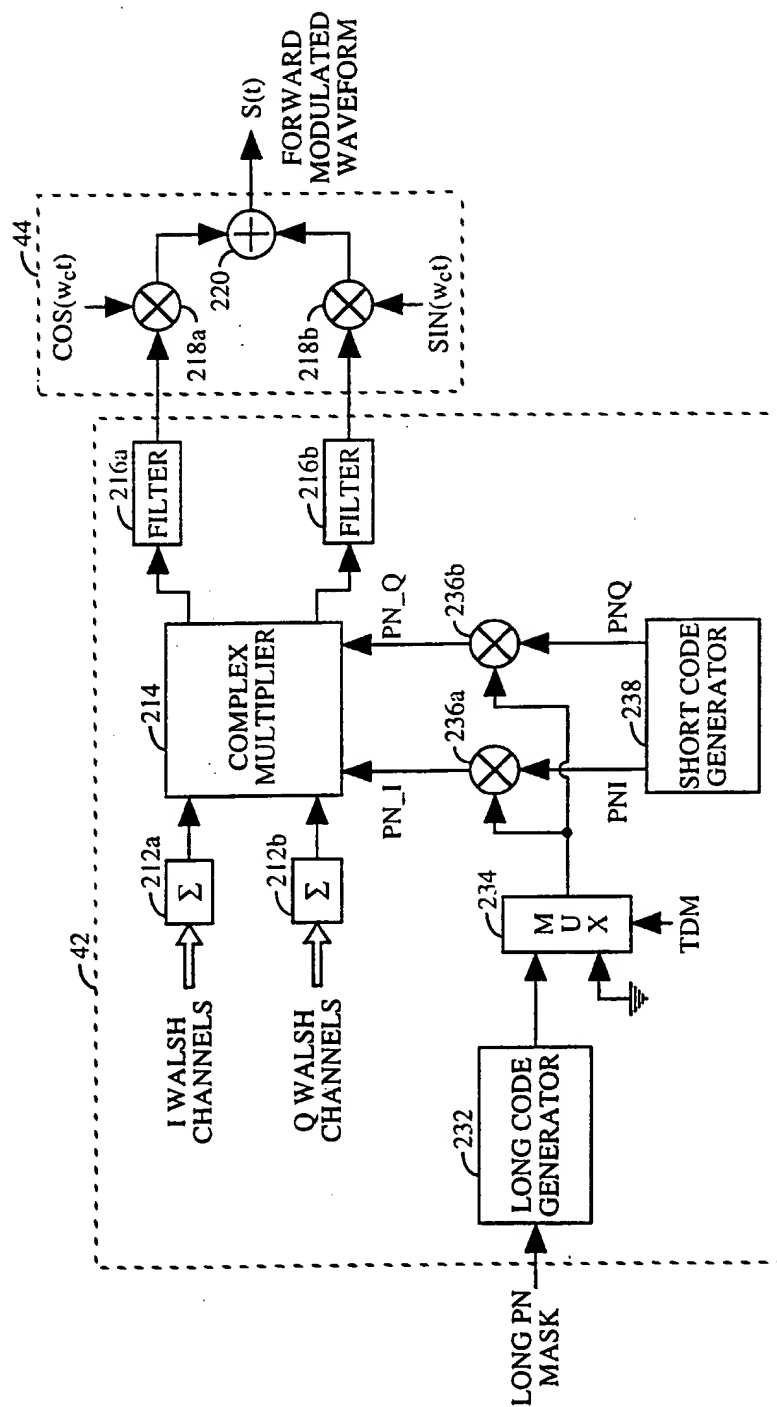 42
44
I WALSH
CHANNELS
212a
Σ
Q WALSH
CHANNELS
212b
Σ
214
COMPLEX
MULTIPLIER
216a
FILTER
216b
FILTER
COS(wct)
218a
218b
SIN(wct)
220
S(t)
FORWARD
MODULATED
WAVEFORM
PN_I
PN_Q
236a
236b
PNI
PNQ
LONG PN
MASK
232
LONG CODE
GENERATOR
234
M
U
X
TDM
238
SHORT CODE
GENERATOR